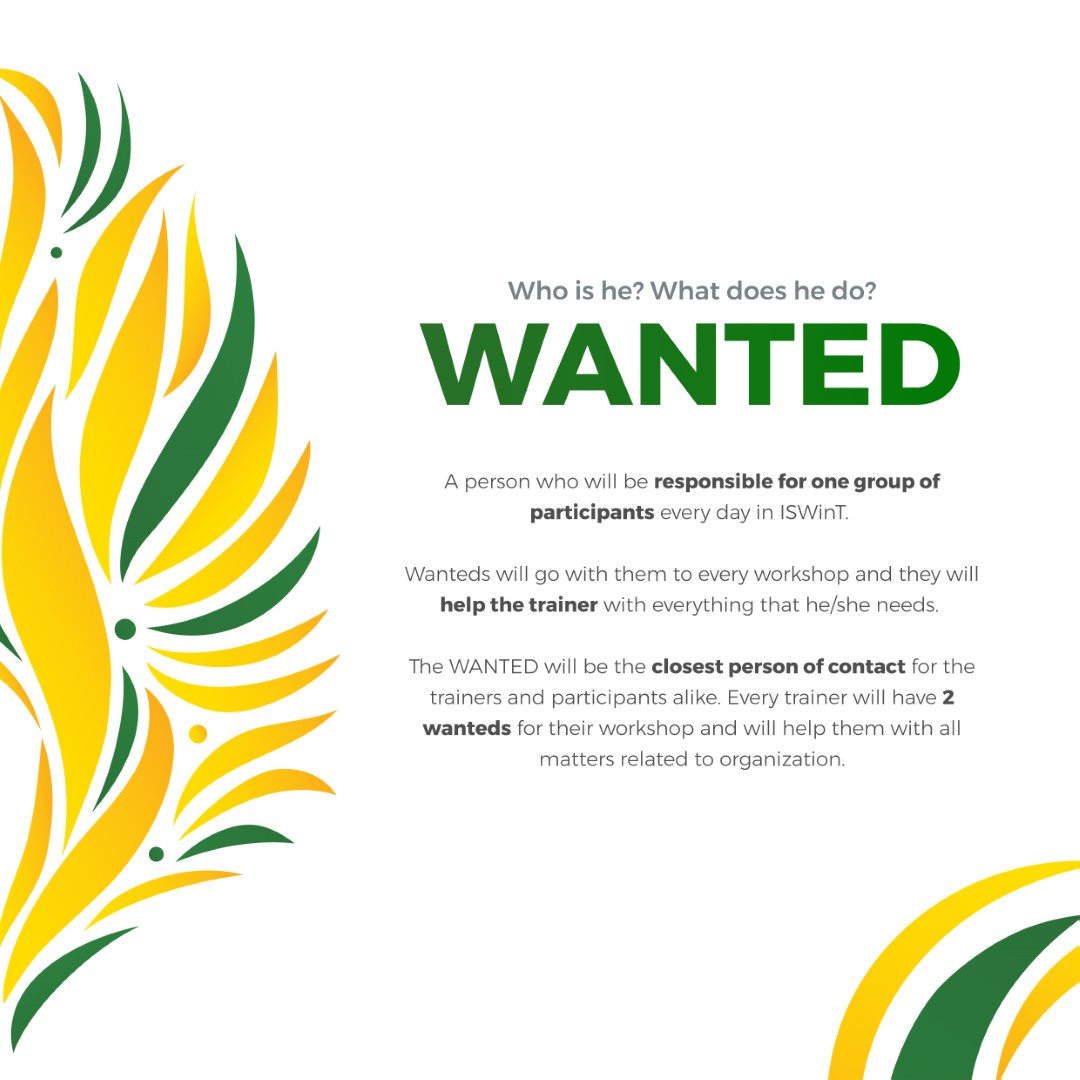 Who is he? What does he do?
WANTED
A person who will be responsible for one group of
participants every day in ISWinT.
Wanteds will go with them to every workshop and they will
help the trainer with everything that he/she needs.
The WANTED will be the closest person of contact for the
trainers and participants alike. Every trainer will have 2
wanteds for their workshop and will help them with all
matters related to organization.